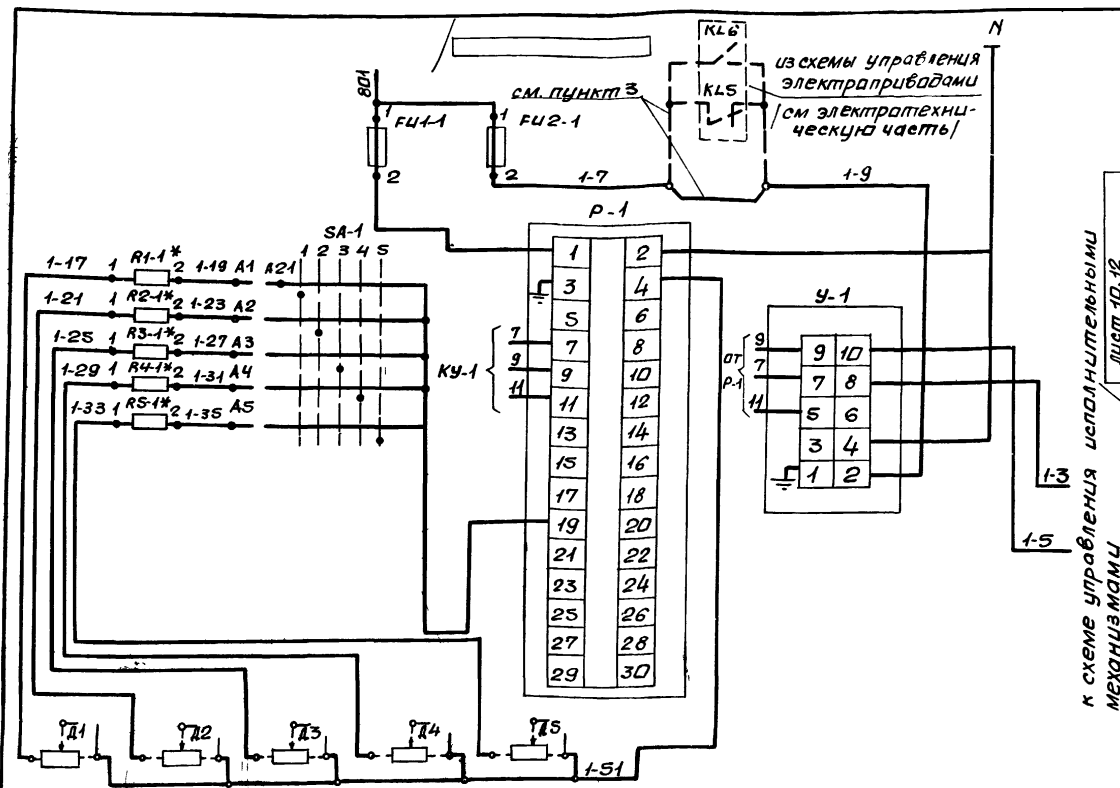 N
KL6
из схемы управления
электроприводами
KL5
/см электротехни-
ческую часть/
см. пункт 3
801
1 FU1-1
2
1 FU2-1
2
1-7
1-9
P-1
SA-1
1 2 3 4 5
1-17 1 R1-1* 2 1-19 A1 A21
1-21 1 R2-1* 2 1-23 A2
1-25 1 R3-1* 2 1-27 A3
1-29 1 R4-1* 2 1-31 A4
1-33 1 R5-1* 2 1-35 A5
КУ-1
7
9
11
1 2
3 4
5 6
7 8
9 10
11 12
13 14
15 16
17 18
19 20
21 22
23 24
25 26
27 28
29 30
У-1
от
P-1
9
7
11
9 10
7 8
5 6
3 4
1 2
1-3
1-5
к схеме управления исполнительными
механизмами
лист 10,12
Д1
Д2
Д3
Д4
Д5
1-51